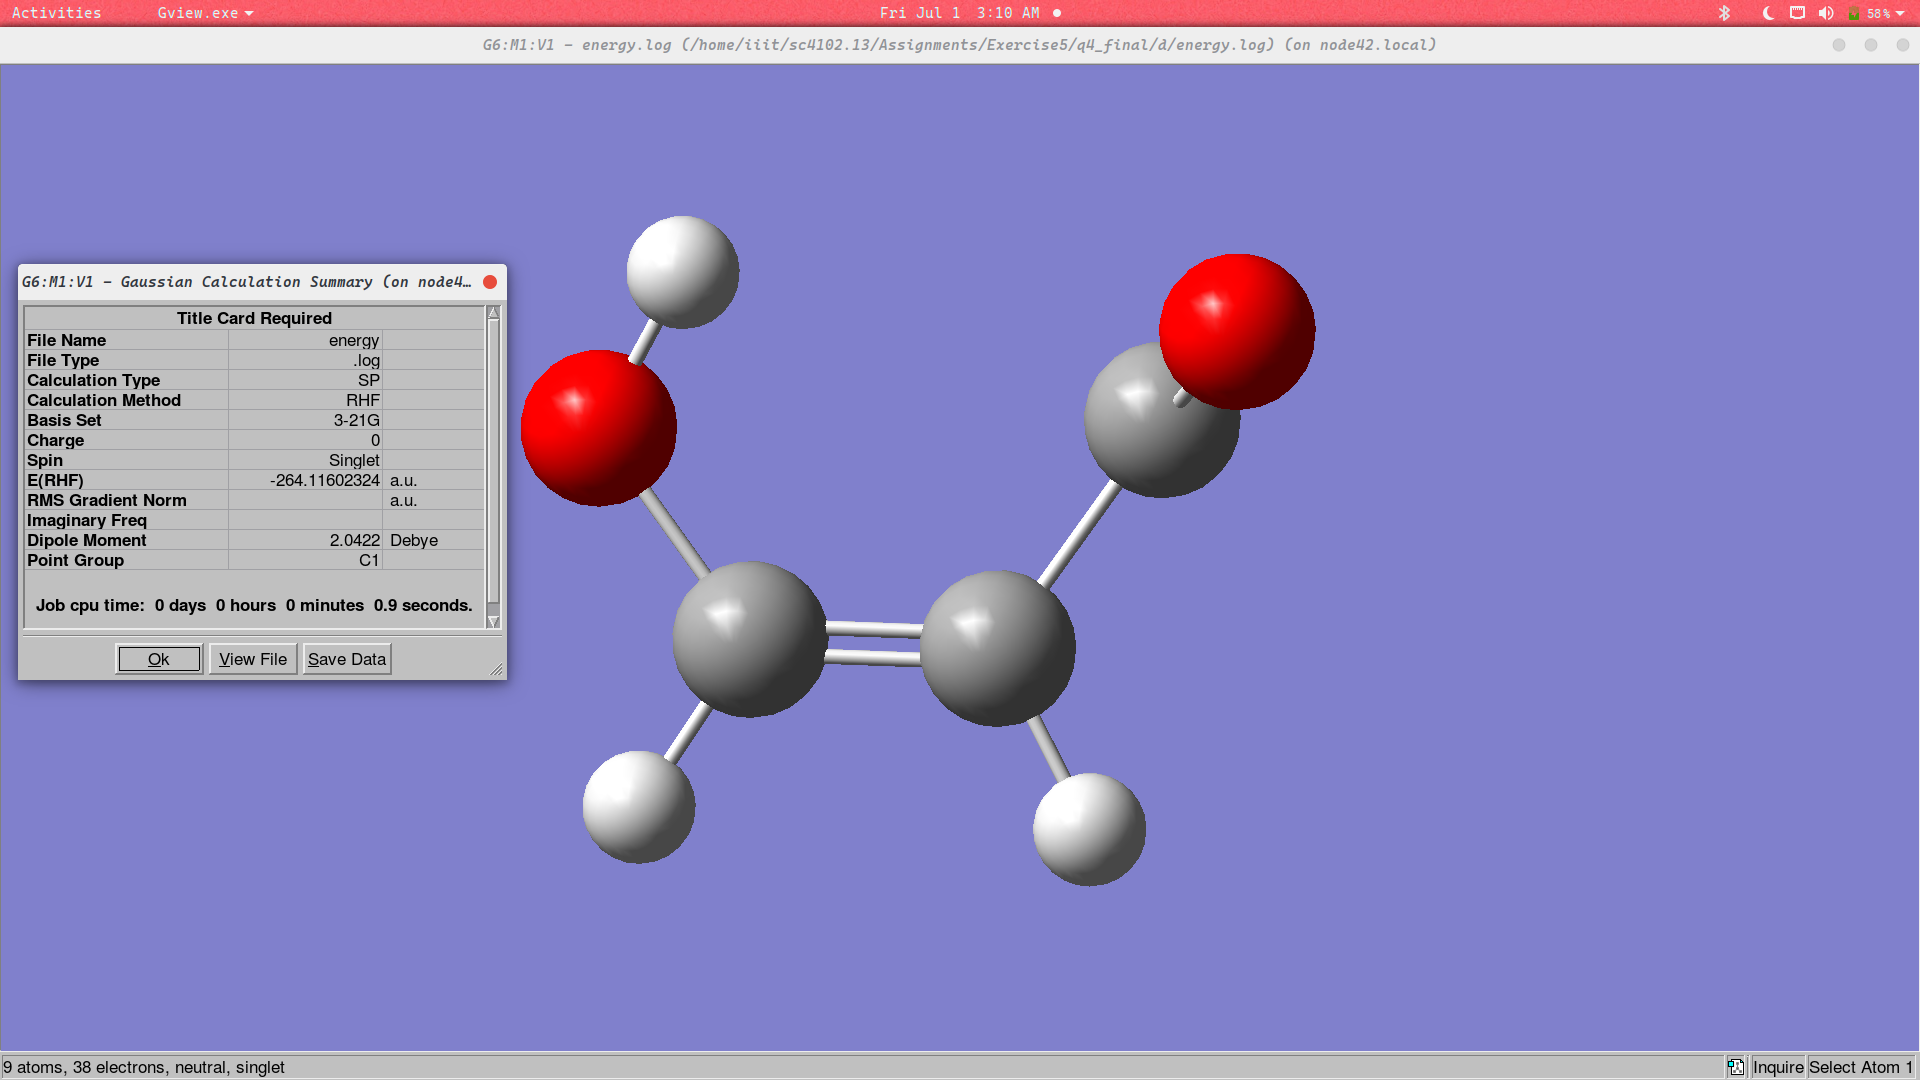 Activities Gview.exe Fri Jul 1 3:10 AM 58%
G6:M1:V1 - energy.log (/home/iiit/sc4102.13/Assignments/Exercise5/q4_final/d/energy.log) (on node42.local)
G6:M1:V1 - Gaussian Calculation Summary (on node4...
Title Card Required
File Name energy
File Type .log
Calculation Type SP
Calculation Method RHF
Basis Set 3-21G
Charge 0
Spin Singlet
E(RHF) -264.11602324 a.u.
RMS Gradient Norm a.u.
Imaginary Freq
Dipole Moment 2.0422 Debye
Point Group C1
Job cpu time: 0 days 0 hours 0 minutes 0.9 seconds.
Ok View File Save Data
9 atoms, 38 electrons, neutral, singlet Inquire Select Atom 1